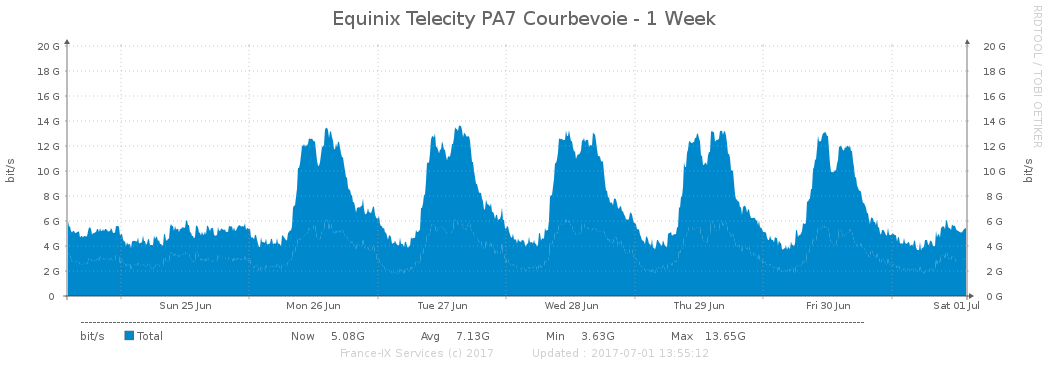 Equinix Telecity PA7 Courbevoie - 1 Week
RRDTOOL / TOBI OETIKER
bit/s
20 G 20 G
18 G 18 G
16 G 16 G
14 G 14 G
12 G 12 G
10 G 10 G
8 G 8 G
6 G 6 G
4 G 4 G
2 G 2 G
0 0 G
bit/s
Sun 25 Jun Mon 26 Jun Tue 27 Jun Wed 28 Jun Thu 29 Jun Fri 30 Jun Sat 01 Jul
bit/s Total Now 5.08G Avg 7.13G Min 3.63G Max 13.65G
France-IX Services (c) 2017 Updated : 2017-07-01 13:55:12